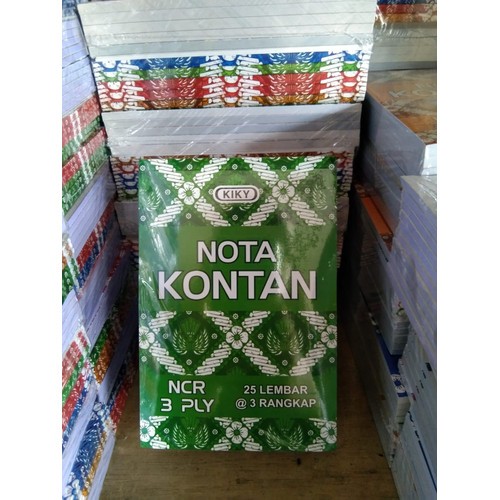 KIKY
NOTA
KONTAN
NCR
3 PLY
25 LEMBAR
@ 3 RANGKAP